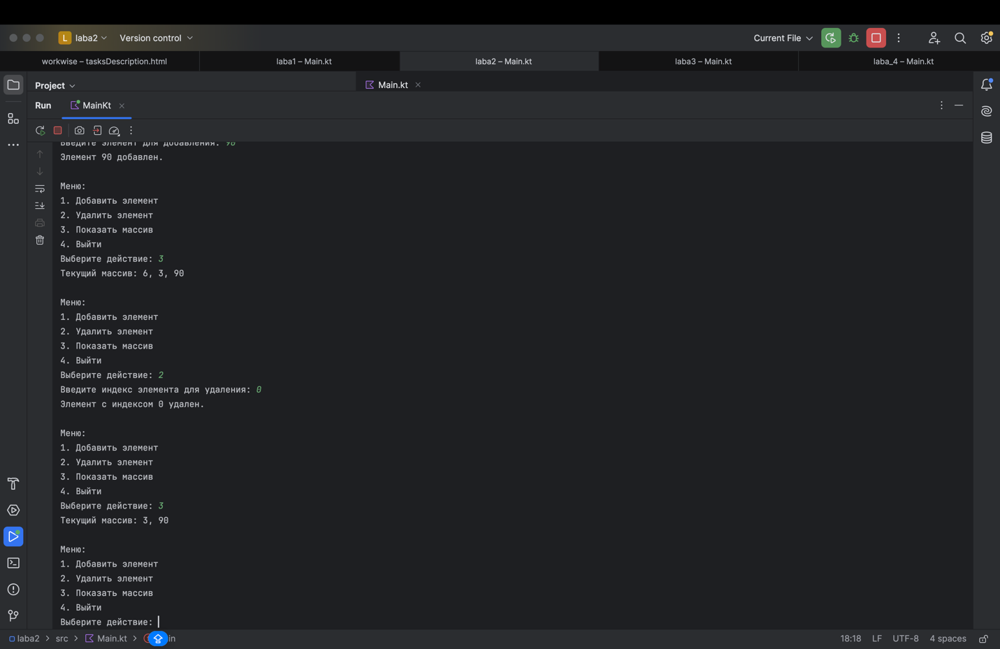 L laba2 Version control Current File
workwise – tasksDescription.html laba1 – Main.kt laba2 – Main.kt laba3 – Main.kt laba_4 – Main.kt
Project Main.kt
Run MainKt
Введите элемент для добавления: 90
Элемент 90 добавлен.
Меню:
1. Добавить элемент
2. Удалить элемент
3. Показать массив
4. Выйти
Выберите действие: 3
Текущий массив: 6, 3, 90
Меню:
1. Добавить элемент
2. Удалить элемент
3. Показать массив
4. Выйти
Выберите действие: 2
Введите индекс элемента для удаления: 0
Элемент с индексом 0 удален.
Меню:
1. Добавить элемент
2. Удалить элемент
3. Показать массив
4. Выйти
Выберите действие: 3
Текущий массив: 3, 90
Меню:
1. Добавить элемент
2. Удалить элемент
3. Показать массив
4. Выйти
Выберите действие:
laba2 > src > Main.kt > in 18:18 LF UTF-8 4 spaces